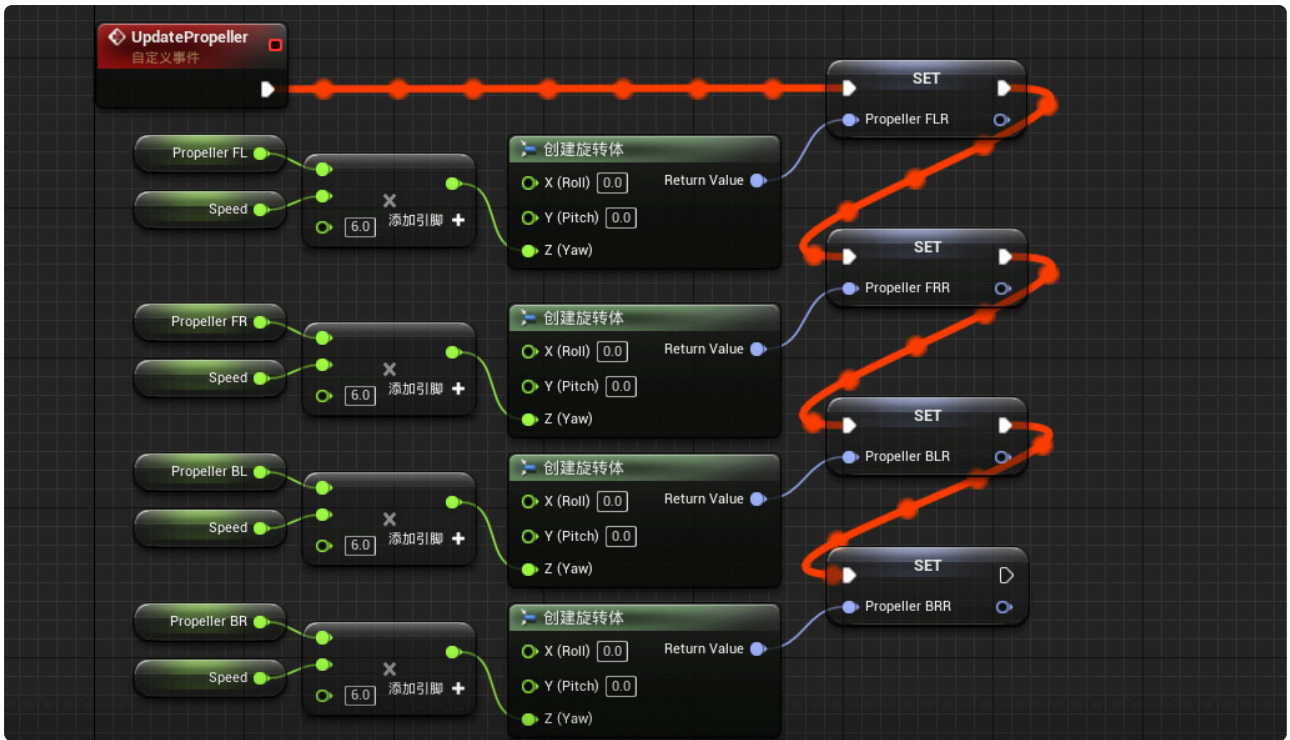 UpdatePropeller
自定义事件
SET
Propeller FLR
Propeller FL
Speed
6.0
添加引脚
创建旋转体
X (Roll) 0.0
Return Value
Y (Pitch) 0.0
Z (Yaw)
SET
Propeller FRR
Propeller FR
Speed
6.0
添加引脚
创建旋转体
X (Roll) 0.0
Return Value
Y (Pitch) 0.0
Z (Yaw)
SET
Propeller BLR
Propeller BL
Speed
6.0
添加引脚
创建旋转体
X (Roll) 0.0
Return Value
Y (Pitch) 0.0
Z (Yaw)
SET
Propeller BRR
Propeller BR
Speed
6.0
添加引脚
创建旋转体
X (Roll) 0.0
Return Value
Y (Pitch) 0.0
Z (Yaw)